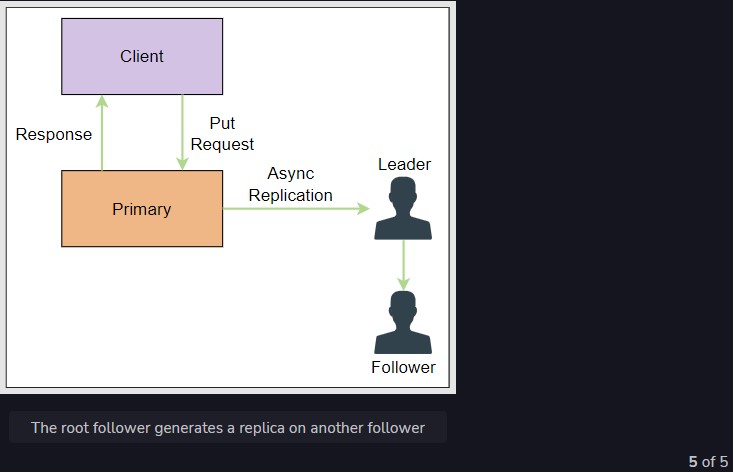 Client
Response
Put
Request
Async
Replication
Leader
Primary
Follower
The root follower generates a replica on another follower
5 of 5